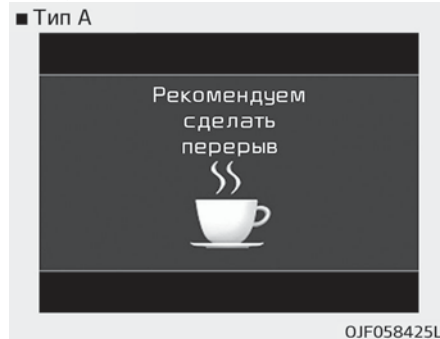 ■ Тип A
Рекомендуем
сделать
перерыв
OJF058425L